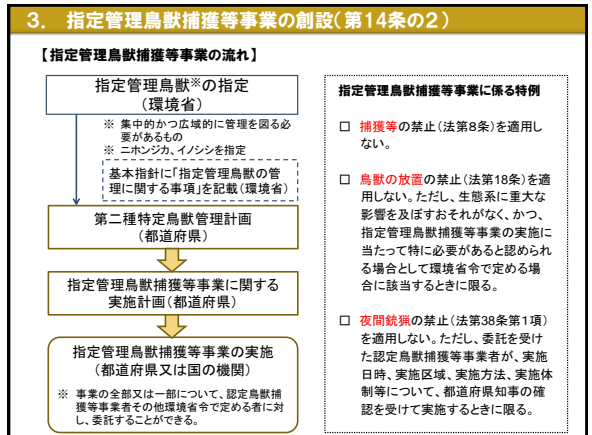 3. 指定管理鳥獣捕獲等事業の創設(第14条の2)
【指定管理鳥獣捕獲等事業の流れ】
指定管理鳥獣※の指定
(環境省)
※ 集中的かつ広域的に管理を図る必
要があるもの
※ ニホンジカ、イノシシを指定
基本指針に「指定管理鳥獣の管
理に関する事項」を記載(環境省)
第二種特定鳥獣管理計画
(都道府県)
指定管理鳥獣捕獲等事業に関する
実施計画(都道府県)
指定管理鳥獣捕獲等事業の実施
(都道府県又は国の機関)
※ 事業の全部又は一部について、認定鳥獣捕
獲等事業者その他環境省令で定める者に対
し、委託することができる。
指定管理鳥獣捕獲等事業に係る特例
□ 捕獲等の禁止(法第8条)を適用し
ない。
□ 鳥獣の放置の禁止(法第18条)を適
用しない。ただし、生態系に重大な
影響を及ぼすおそれがなく、かつ、
指定管理鳥獣捕獲等事業の実施に
当たって特に必要があると認められ
る場合として環境省令で定める場
合に該当するときに限る。
□ 夜間銃猟の禁止(法第38条第1項)
を適用しない。ただし、委託を受け
た認定鳥獣捕獲等事業者が、実施
日時、実施区域、実施方法、実施体
制等について、都道府県知事の確
認を受けて実施するときに限る。